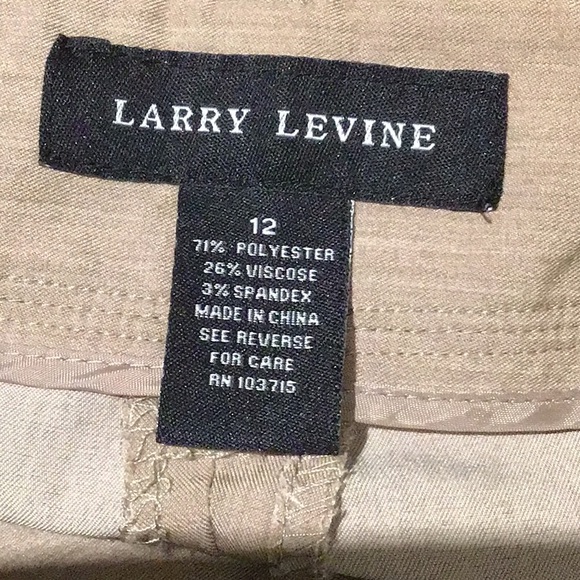 LARRY LEVINE
12
71% POLYESTER
26% VISCOSE
3% SPANDEX
MADE IN CHINA
SEE REVERSE
FOR CARE
RN 103715